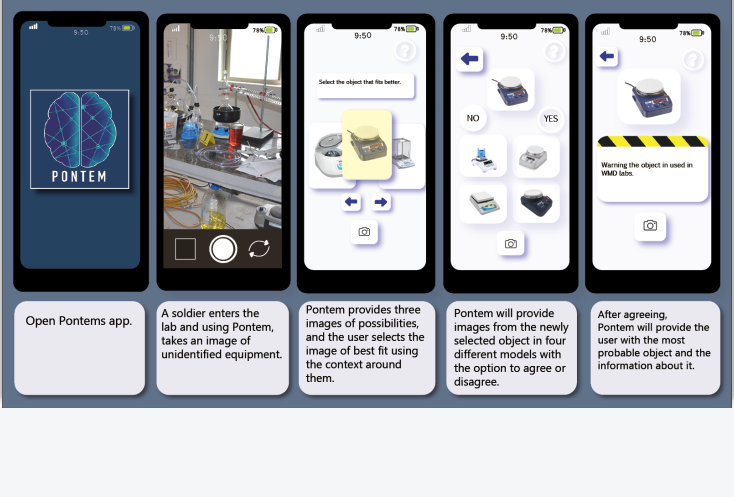 9:50
78%
PONTEM
9:50
78%
9:50
78%
?
Select the object that fits better.
9:50
78%
?
NO
YES
9:50
78%
?
Warning the object in used in
WMD labs.
Open Pontems app.
A soldier enters the
lab and using Pontem,
takes an image of
unidentified equipment.
Pontem provides three
images of possibilities,
and the user selects the
image of best fit using
the context around
them.
Pontem will provide
images from the newly
selected object in four
different models with
the option to agree or
disagree.
After agreeing,
Pontem will provide the
user with the most
probable object and the
information about it.